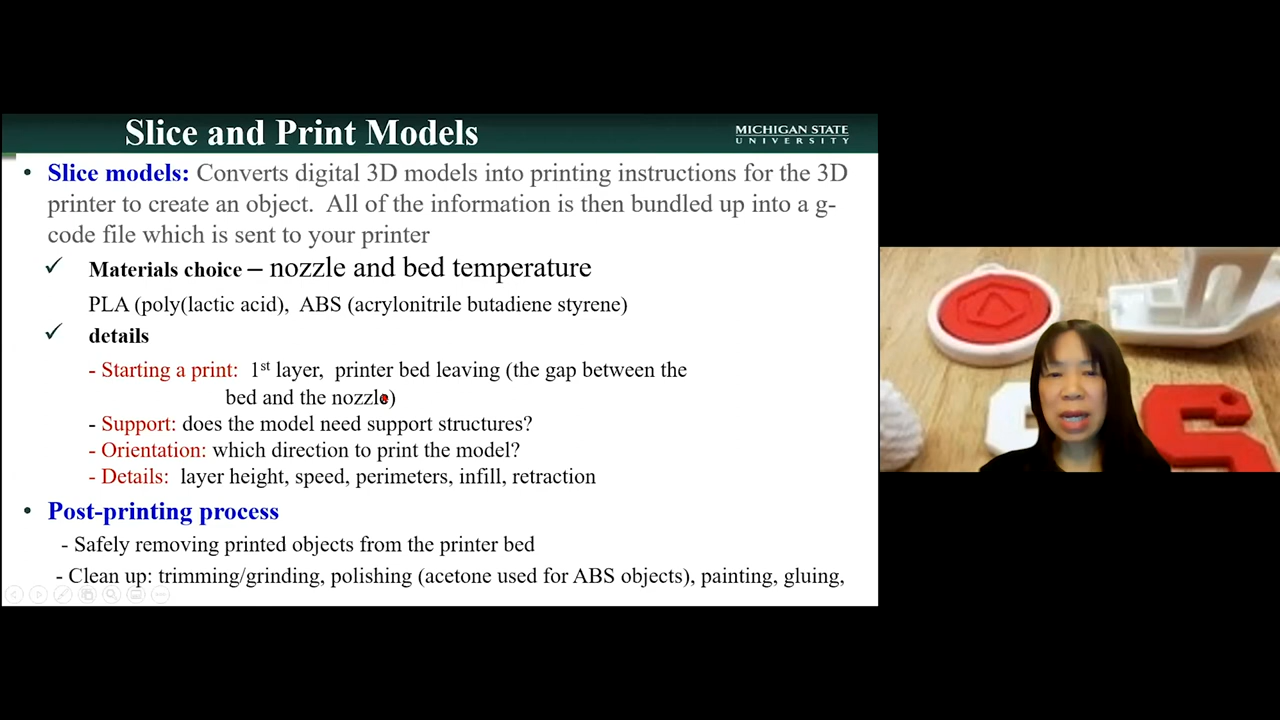 Slice and Print Models
MICHIGAN STATE
UNIVERSITY
• Slice models: Converts digital 3D models into printing instructions for the 3D
printer to create an object. All of the information is then bundled up into a g-
code file which is sent to your printer
✓ Materials choice – nozzle and bed temperature
PLA (poly(lactic acid), ABS (acrylonitrile butadiene styrene)
✓ details
- Starting a print: 1st layer, printer bed leaving (the gap between the
bed and the nozzle)
- Support: does the model need support structures?
- Orientation: which direction to print the model?
- Details: layer height, speed, perimeters, infill, retraction
• Post-printing process
- Safely removing printed objects from the printer bed
- Clean up: trimming/grinding, polishing (acetone used for ABS objects), painting, gluing,